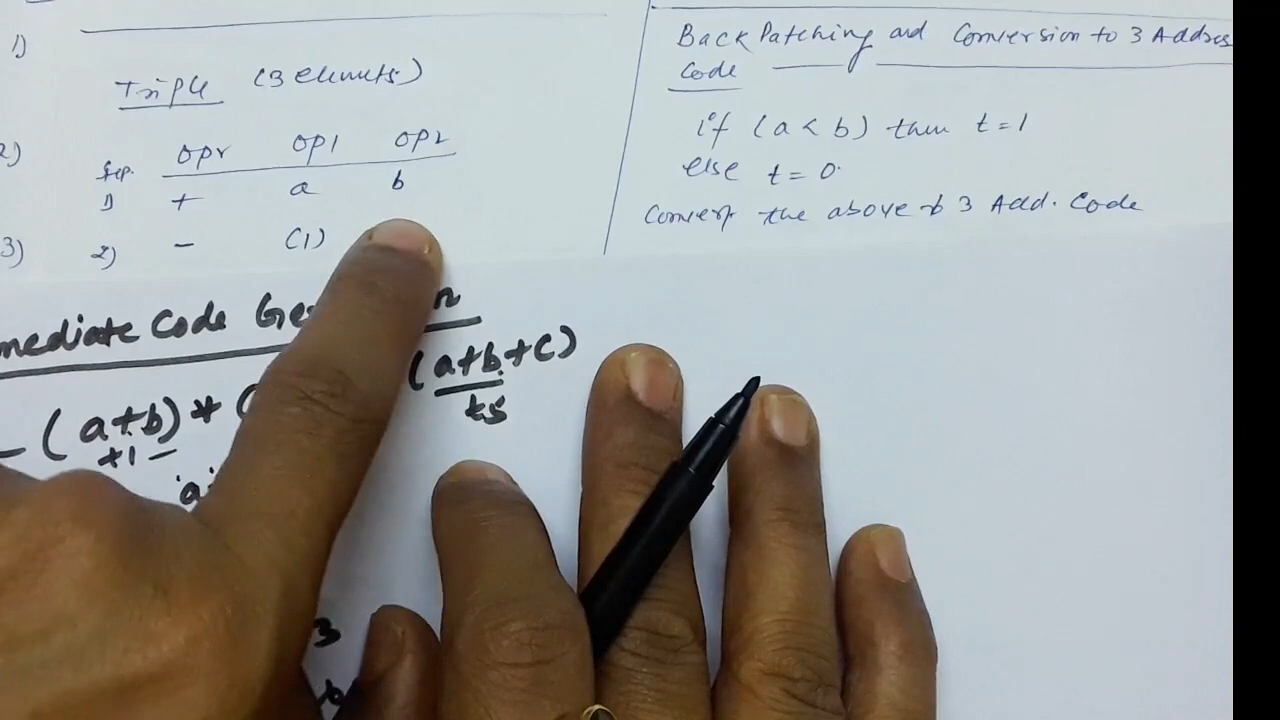 1)
Triple (3 elements)
2)
opr op1 op2
Sep.
1) + a b
3)
2) - (1)
Back Patching and Conversion to 3 Address
Code
if (a < b) then t = 1
else t = 0.
Convert the above to 3 Add. Code
mediate Code Ge
n
- (a+b) * (
(a+b+c)
t1
t5
3